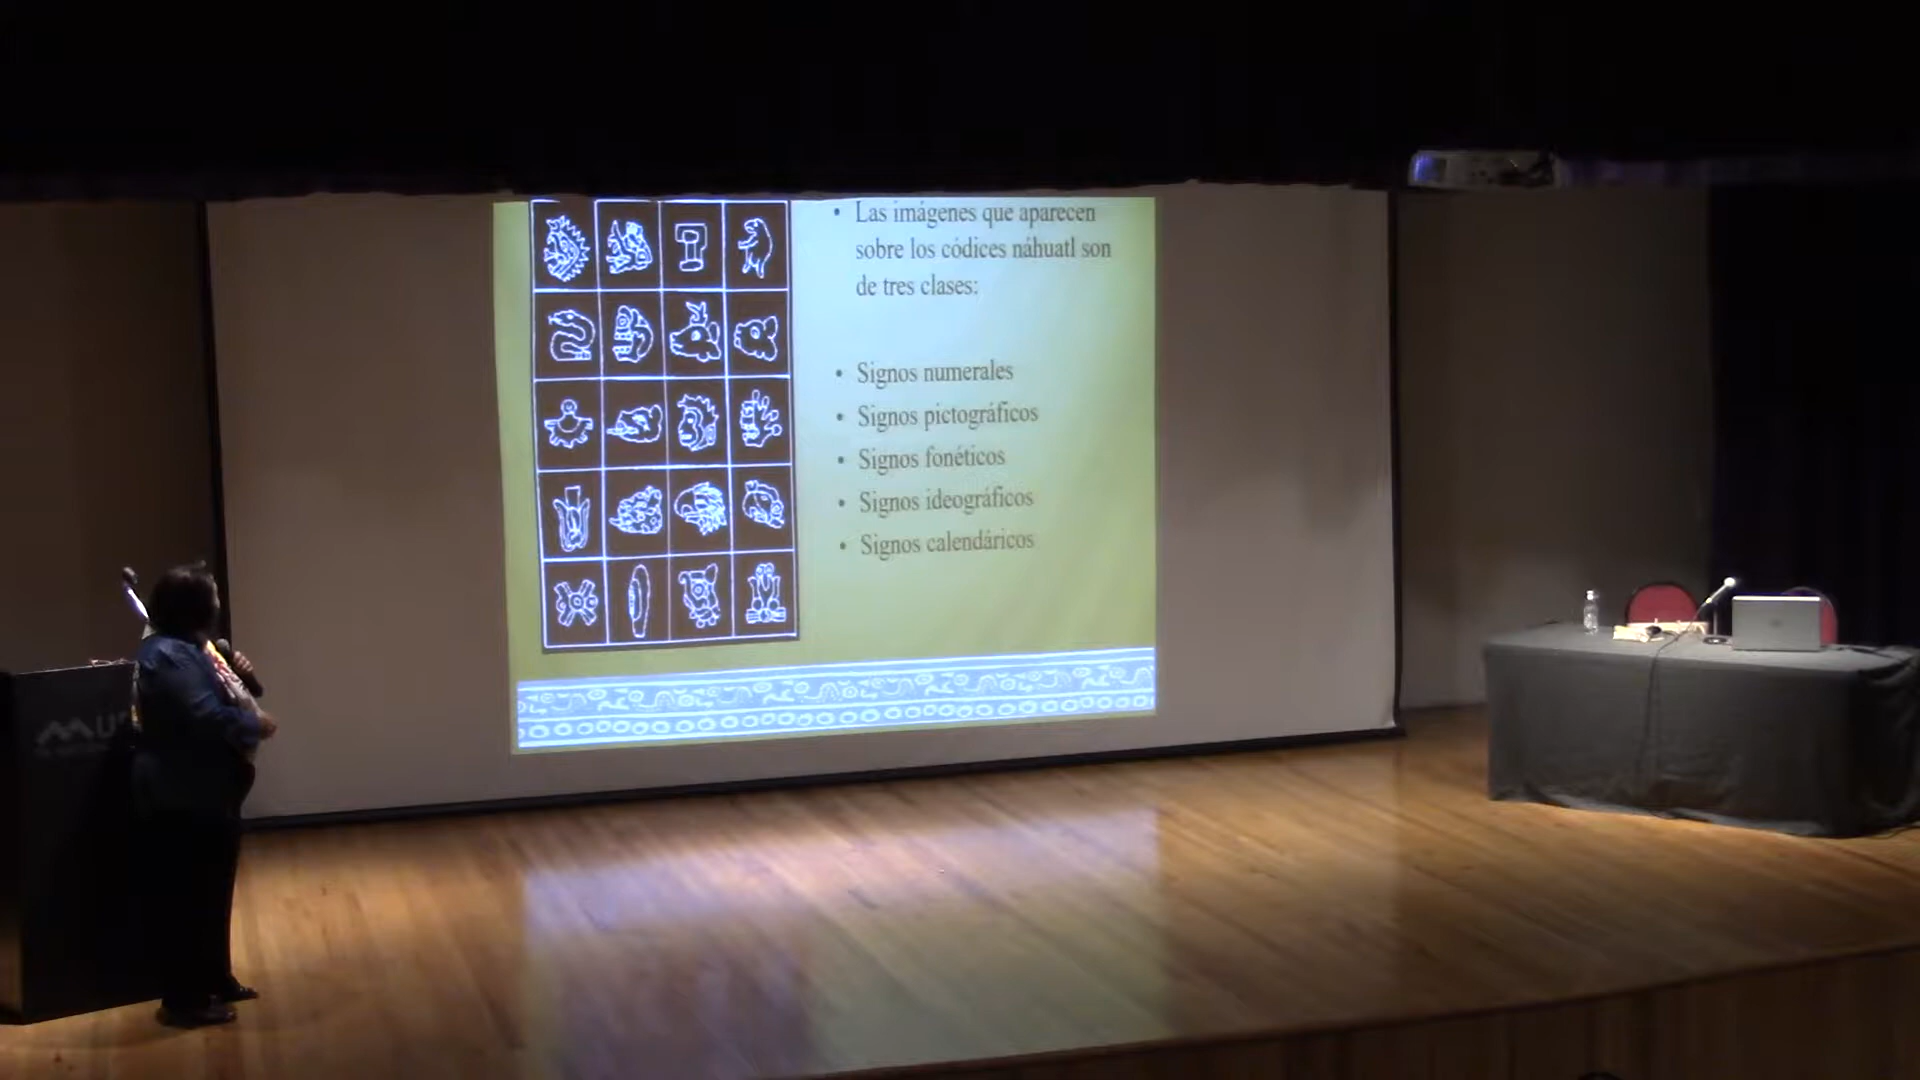 • Las imágenes que aparecen
sobre los códices náhuatl son
de tres clases:
• Signos numerales
• Signos pictográficos
• Signos fonéticos
• Signos ideográficos
• Signos calendáricos